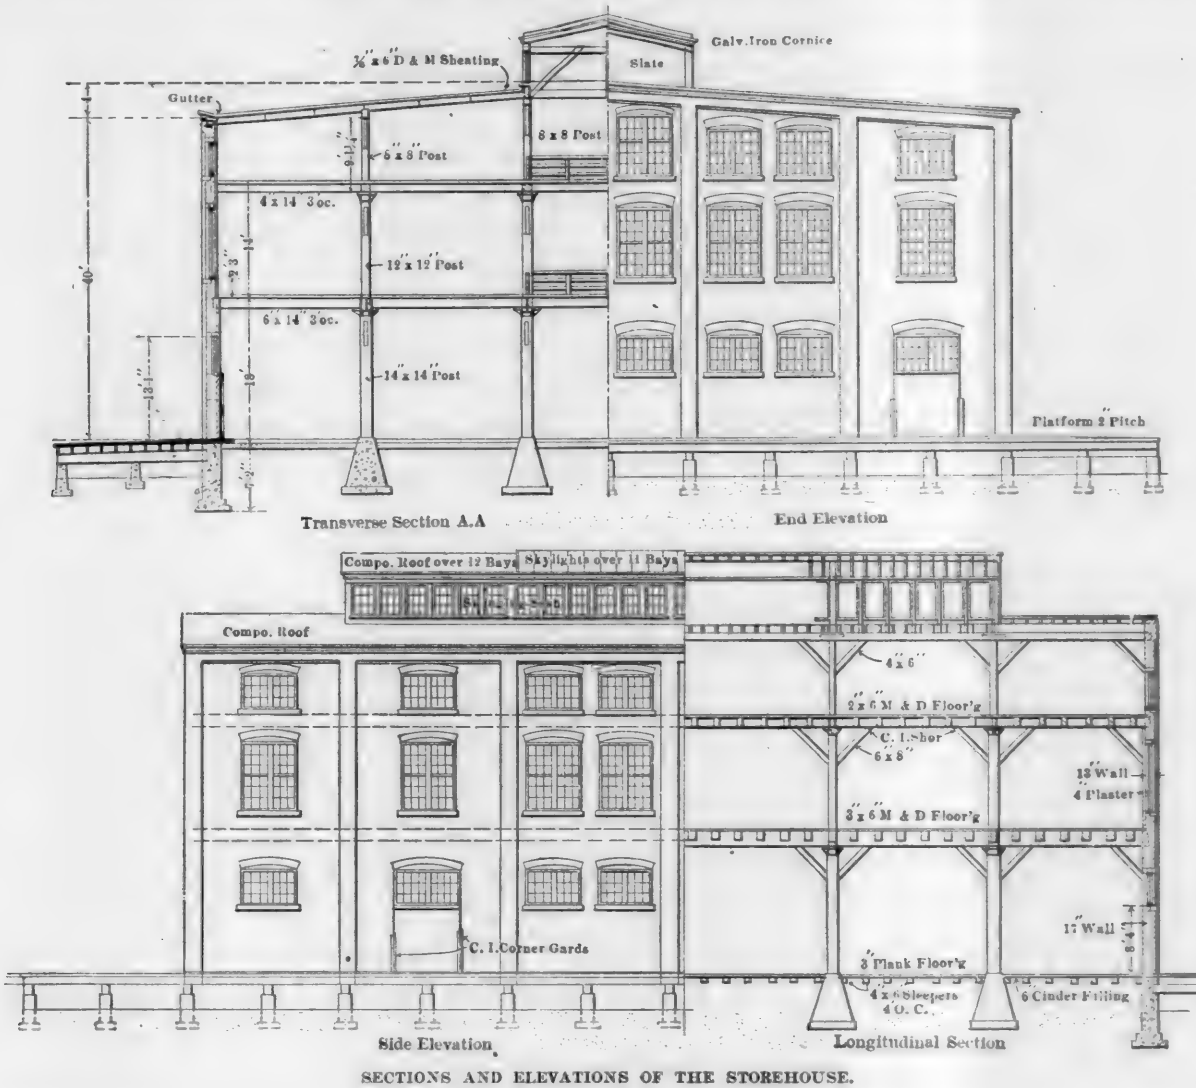 Galv. Iron Cornice
⅞" x 6" D & M Sheating
Slate
Gutter
8 x 8 Post
9'-1¼"
6" x 8" Post
4 x 14" 3'oc.
14'
40'
2'3"
12" x 12" Post
6" x 14" 3'oc.
13'-1"
18'
14" x 14" Post
Platform 2" Pitch
Transverse Section A.A
End Elevation
Compo. Roof over 12 Bays
Skylights over 11 Bays
Compo. Roof
4" x 6"
2" x 6" M & D Floor'g
C. I. Shoe
6" x 8"
13" Wall
4" Plaster
3" x 6" M & D Floor'g
17" Wall
8'-4"
C. I. Corner Gards
3" Plank Floor'g
4" x 6" Sleepers
4' O. C.
6" Cinder Filling
Side Elevation
Longitudinal Section
SECTIONS AND ELEVATIONS OF THE STOREHOUSE.